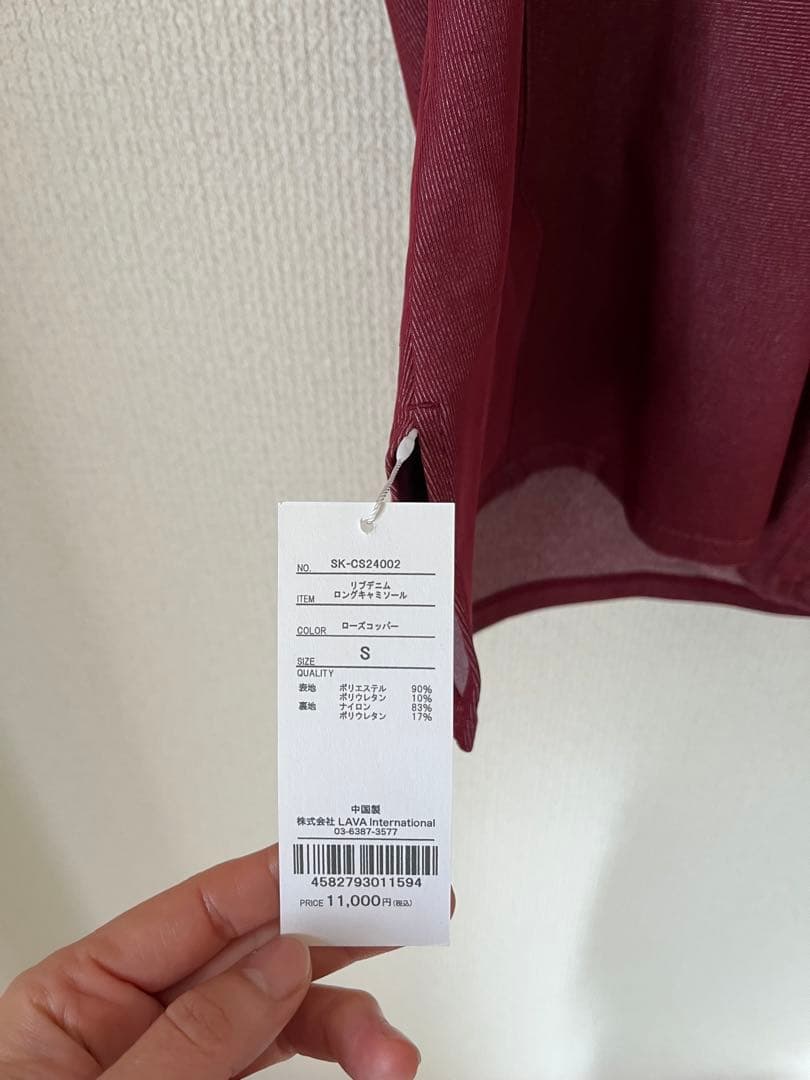 NO. SK-CS24002
リブデニム
ITEM ロングキャミソール
COLOR ローズコッパー
SIZE S
QUALITY
表地 ポリエステル 90%
ポリウレタン 10%
裏地 ナイロン 83%
ポリウレタン 17%
中国製
株式会社 LAVA International
03-6387-3577
4582793011594
PRICE 11,000円(税込)